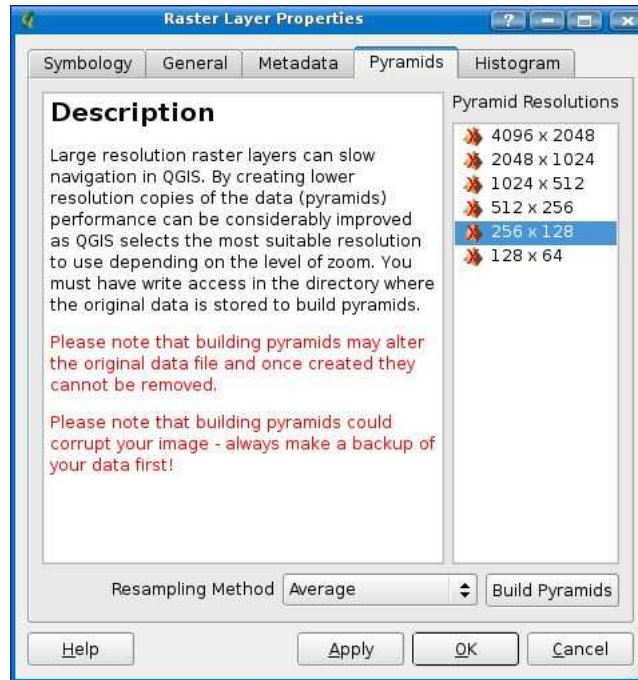 Raster Layer Properties
?
Symbology
General
Metadata
Pyramids
Histogram
Description
Large resolution raster layers can slow
navigation in QGIS. By creating lower
resolution copies of the data (pyramids)
performance can be considerably improved
as QGIS selects the most suitable resolution
to use depending on the level of zoom. You
must have write access in the directory where
the original data is stored to build pyramids.
Please note that building pyramids may alter
the original data file and once created they
cannot be removed.
Please note that building pyramids could
corrupt your image - always make a backup of
your data first!
Pyramid Resolutions
4096 x 2048
2048 x 1024
1024 x 512
512 x 256
256 x 128
128 x 64
Resampling Method
Average
Build Pyramids
Help
Apply
OK
Cancel